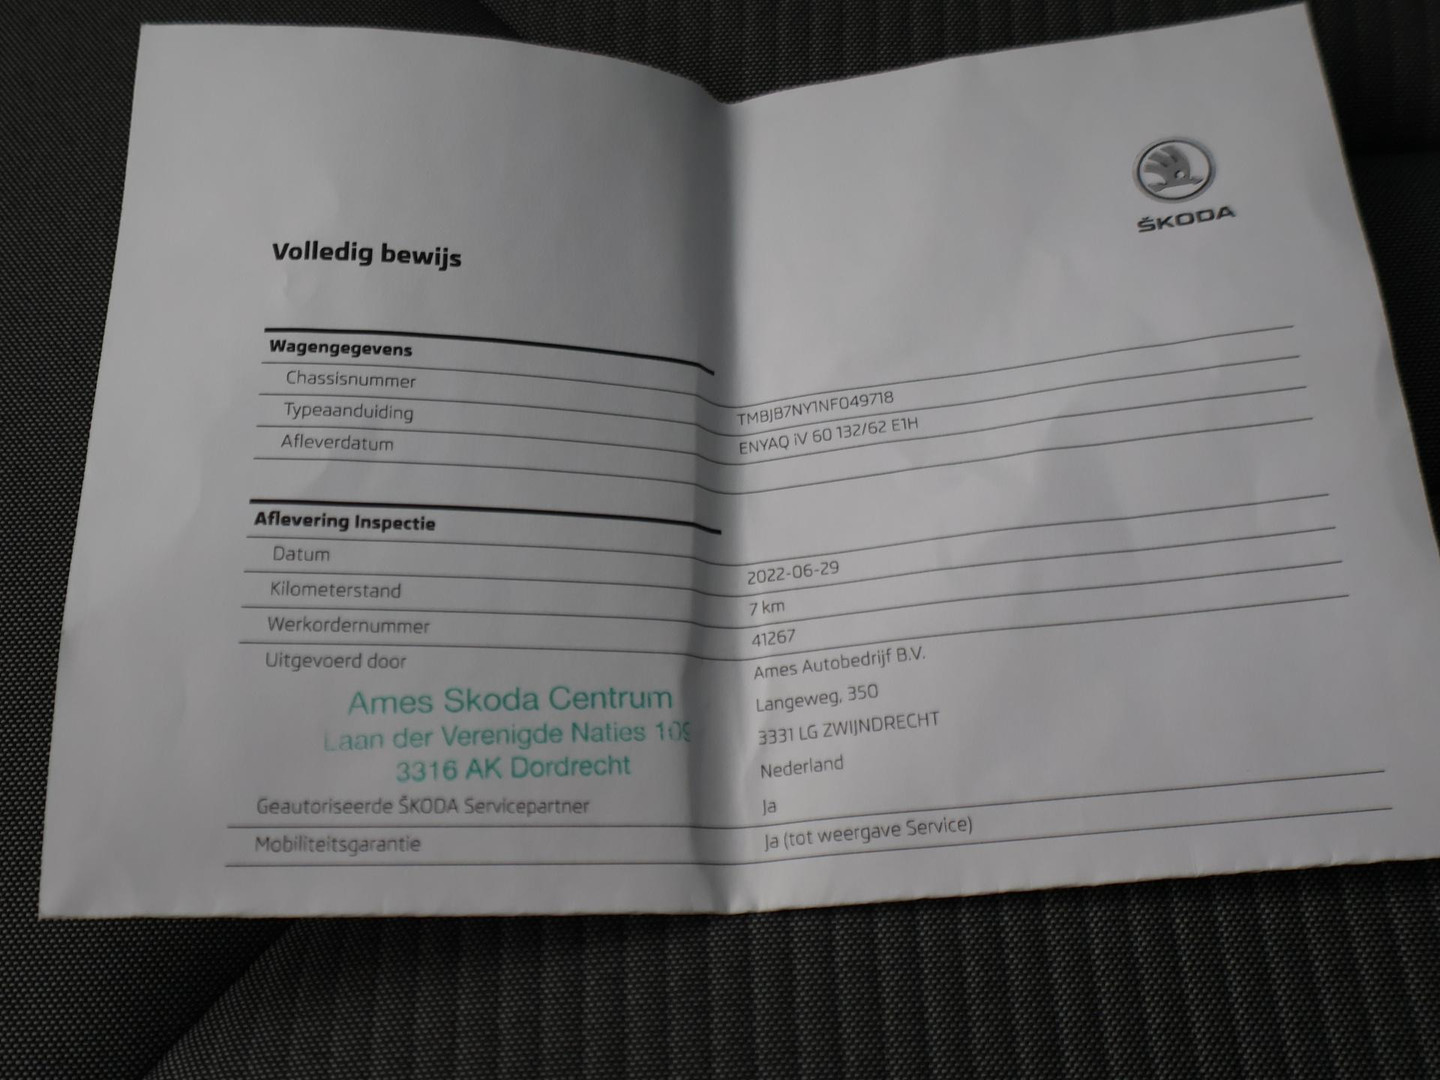 ŠKODA
Volledig bewijs
Wagengegevens
Chassisnummer TMBJB7NY1NF049718
Typeaanduiding ENYAQ iV 60 132/62 E1H
Afleverdatum
Aflevering Inspectie
Datum 2022-06-29
Kilometerstand 7 km
Werkordernummer 41267
Uitgevoerd door Ames Autobedrijf B.V.
Langeweg, 350
3331 LG ZWIJNDRECHT
Nederland
Ames Skoda Centrum
Laan der Verenigde Naties 109
3316 AK Dordrecht
Geautoriseerde ŠKODA Servicepartner Ja
Mobiliteitsgarantie Ja (tot weergave Service)